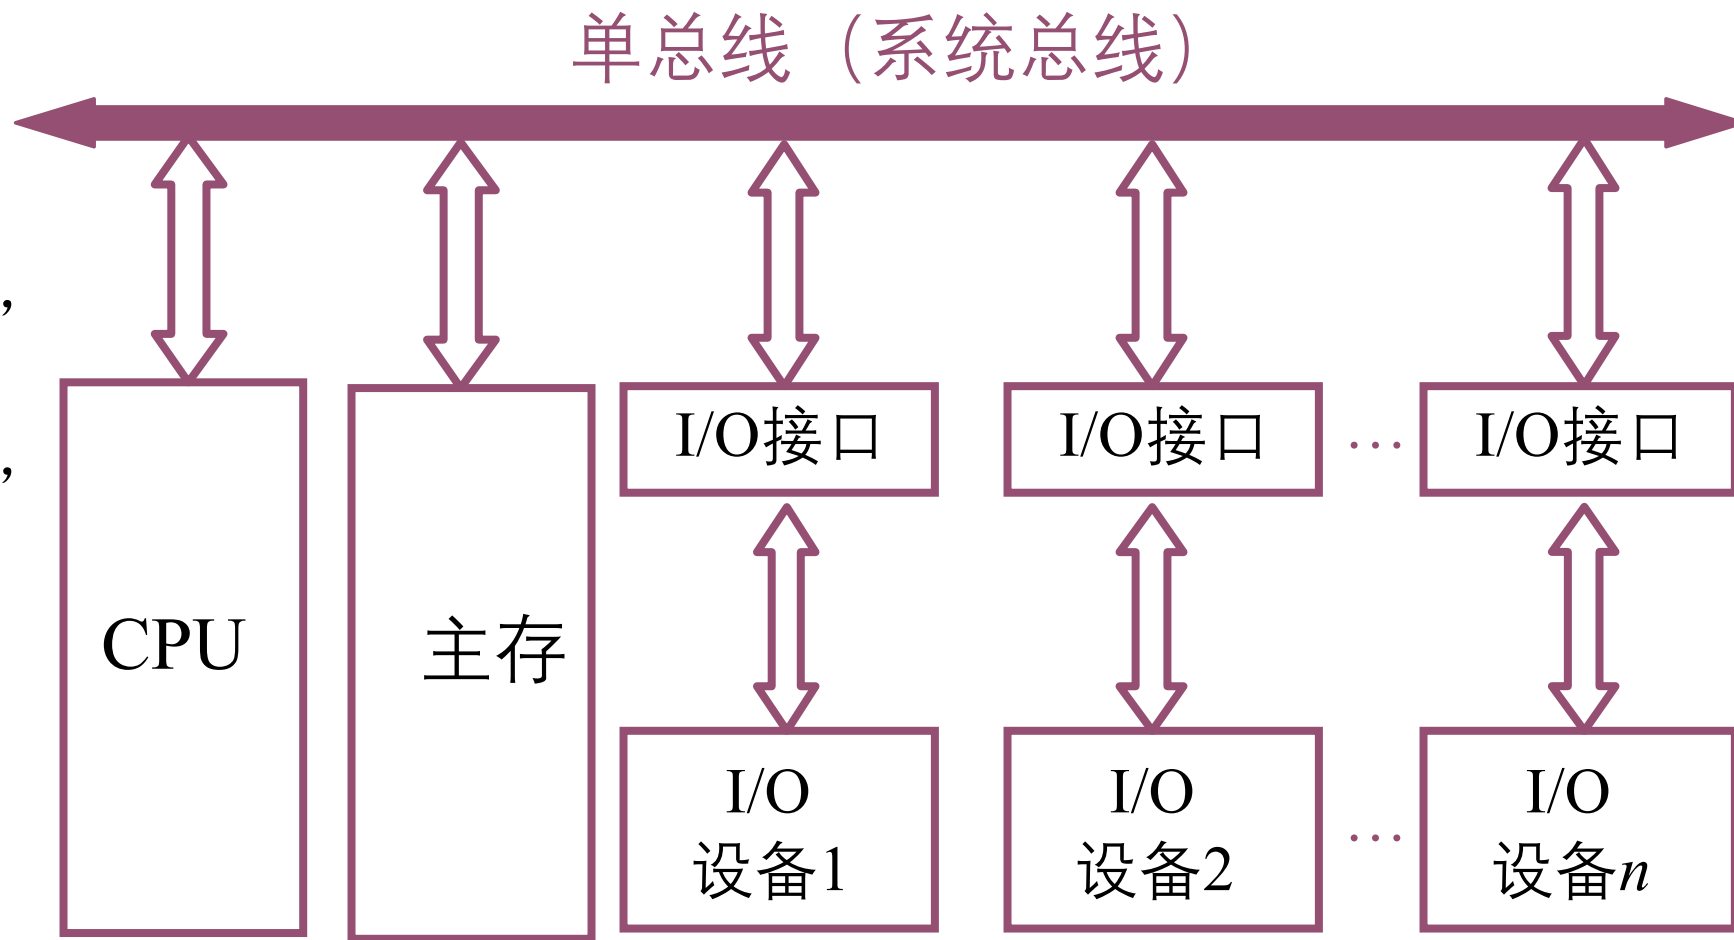 单总线（系统总线）
，
，
I/O接口
I/O接口
…
I/O接口
CPU
主存
I/O
设备1
I/O
设备2
…
I/O
设备n